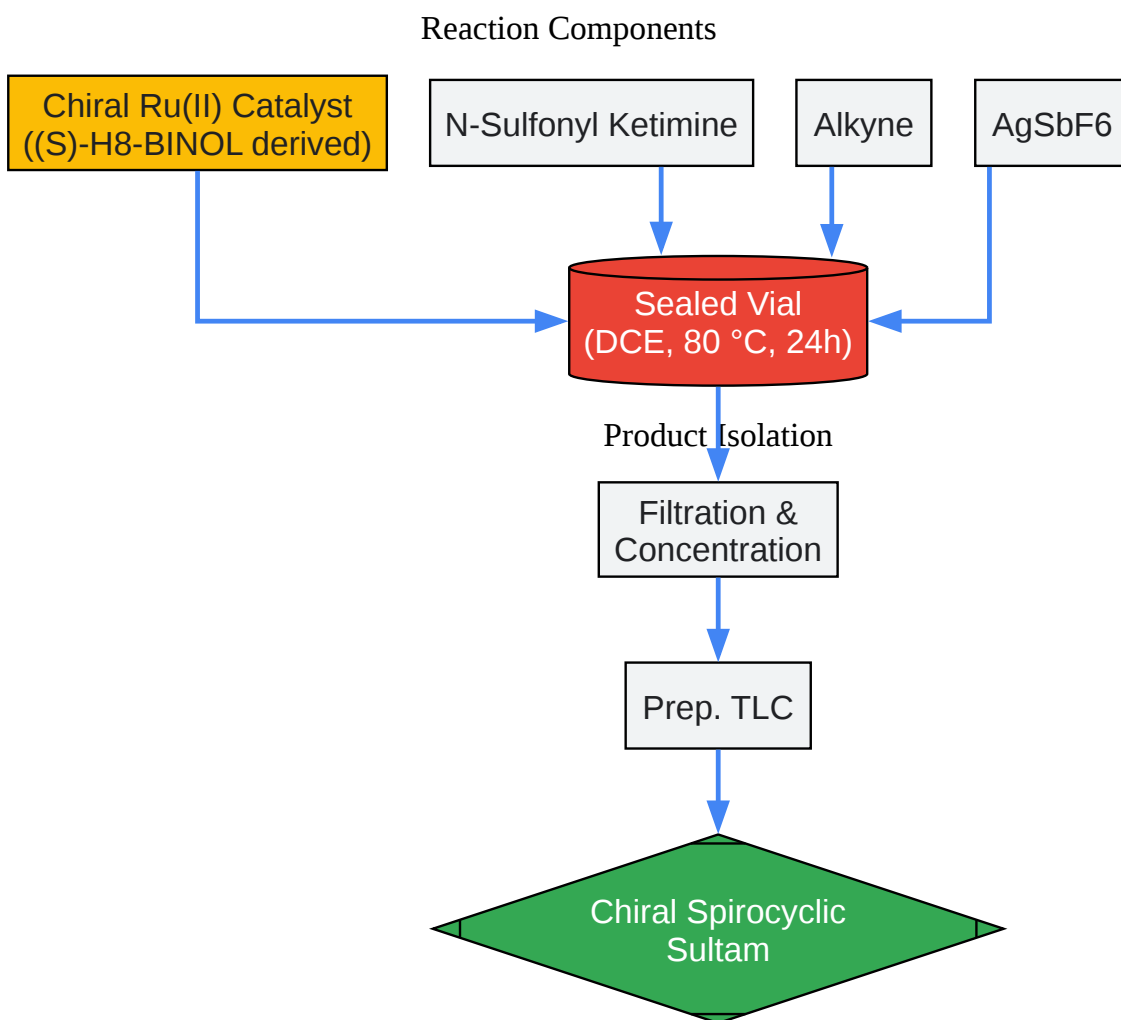 Reaction Components
Chiral Ru(II) Catalyst
((S)-H8-BINOL derived)
N-Sulfonyl Ketimine
Alkyne
AgSbF6
Sealed Vial
(DCE, 80 °C, 24h)
Product Isolation
Filtration &
Concentration
Prep. TLC
Chiral Spirocyclic
Sultam